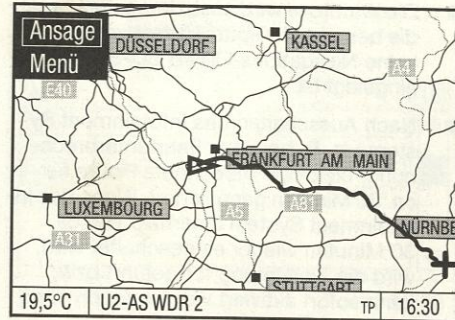 Ansage
Menü
DÜSSELDORF
KASSEL
A4
E40
FRANKFURT AM MAIN
LUXEMBOURG
A5
A81
NÜRNBE
A31
STUTTGART
19,5°C
U2-AS WDR 2
TP
16:30